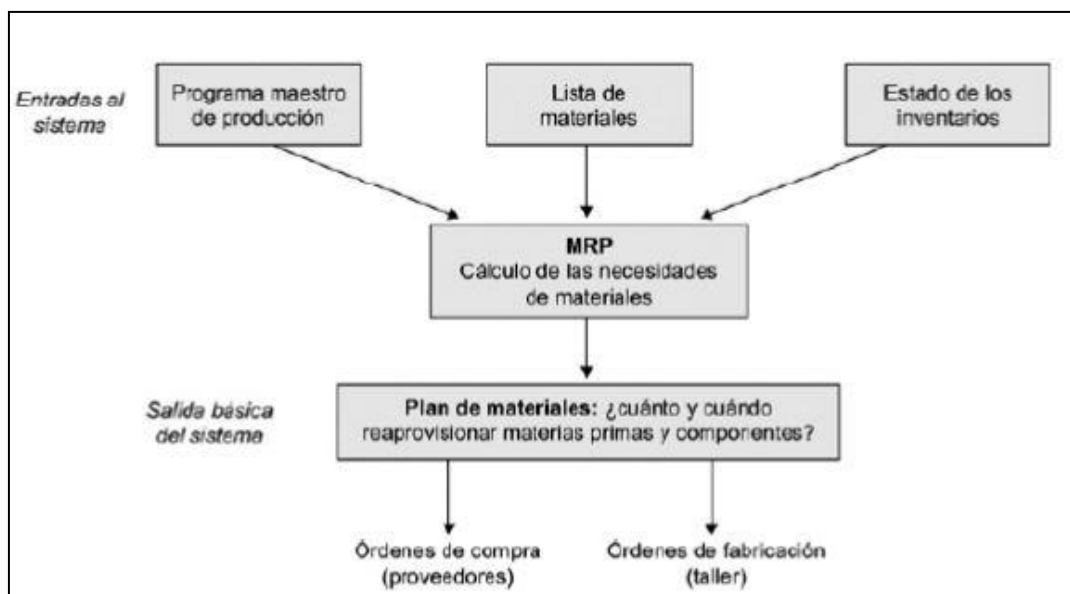 Entradas al
sistema
Programa maestro
de producción
Lista de
materiales
Estado de los
inventarios
MRP
Cálculo de las necesidades
de materiales
Salida básica
del sistema
Plan de materiales: ¿cuánto y cuándo
reaprovisionar materias primas y componentes?
Órdenes de compra
(proveedores)
Órdenes de fabricación
(taller)